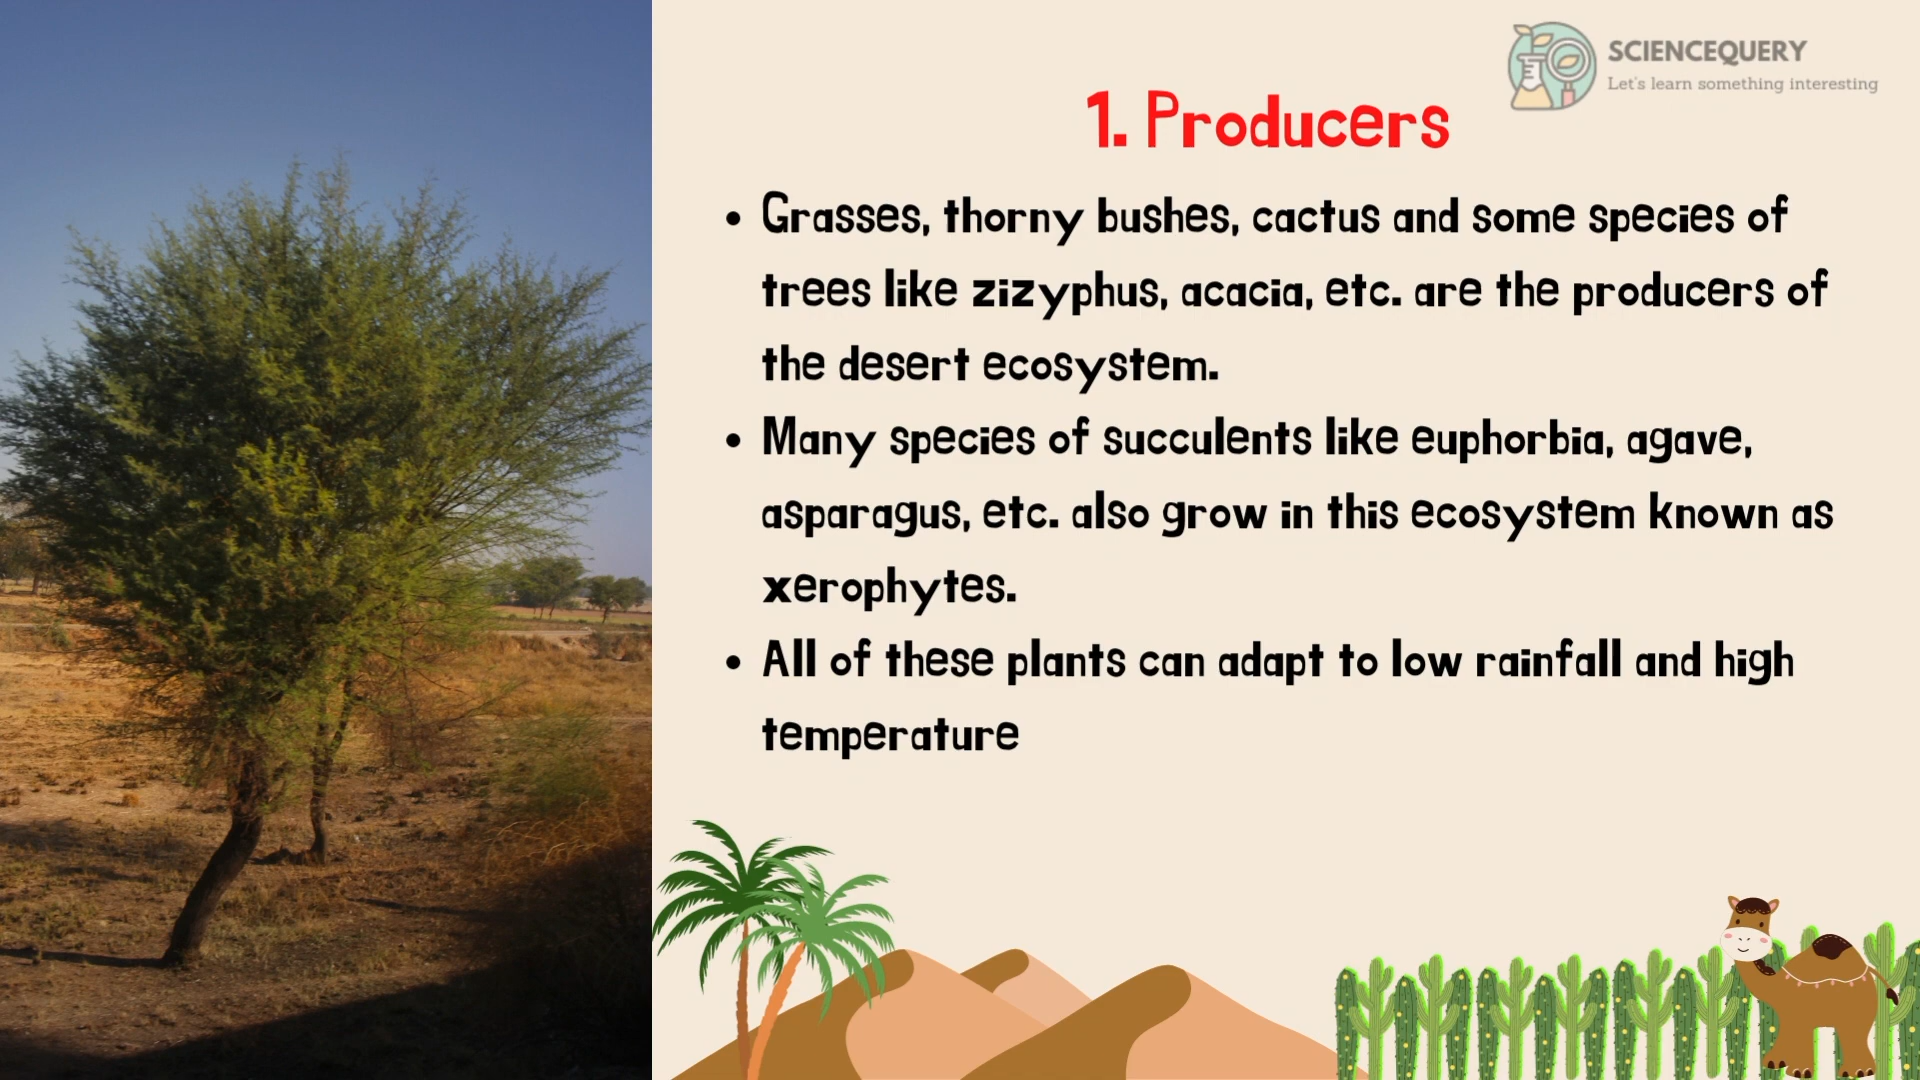 SCIENCEQUERY
Let's learn something interesting
1. Producers
• Grasses, thorny bushes, cactus and some species of
trees like zizyphus, acacia, etc. are the producers of
the desert ecosystem.
• Many species of succulents like euphorbia, agave,
asparagus, etc. also grow in this ecosystem known as
xerophytes.
• All of these plants can adapt to low rainfall and high
temperature